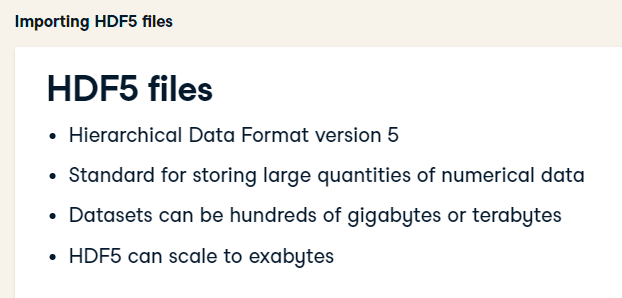 Importing HDF5 files
HDF5 files
• Hierarchical Data Format version 5
• Standard for storing large quantities of numerical data
• Datasets can be hundreds of gigabytes or terabytes
• HDF5 can scale to exabytes